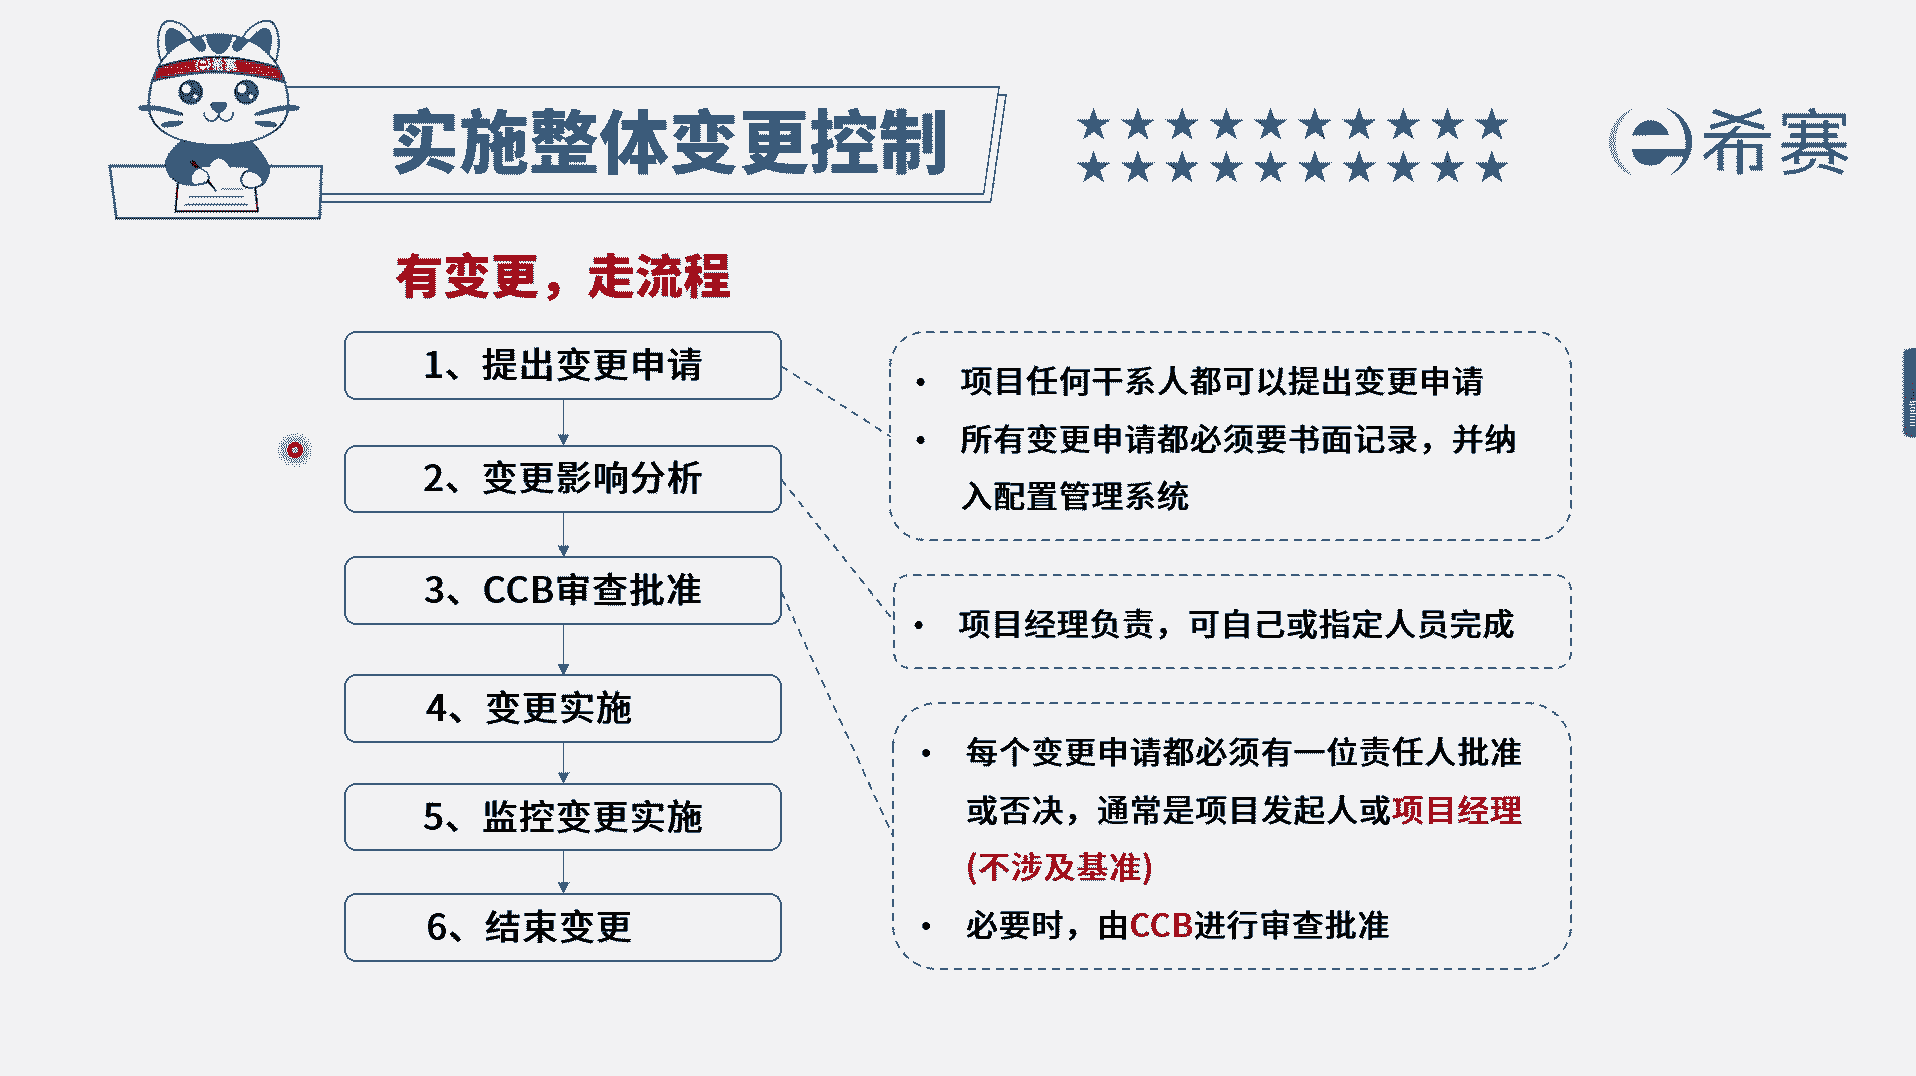 实施整体变更控制
希赛
有变更，走流程
1、提出变更申请
2、变更影响分析
3、CCB审查批准
4、变更实施
5、监控变更实施
6、结束变更
• 项目任何干系人都可以提出变更申请
• 所有变更申请都必须要书面记录，并纳
入配置管理系统
• 项目经理负责，可自己或指定人员完成
• 每个变更申请都必须有一位责任人批准
或否决，通常是项目发起人或项目经理
(不涉及基准)
• 必要时，由CCB进行审查批准